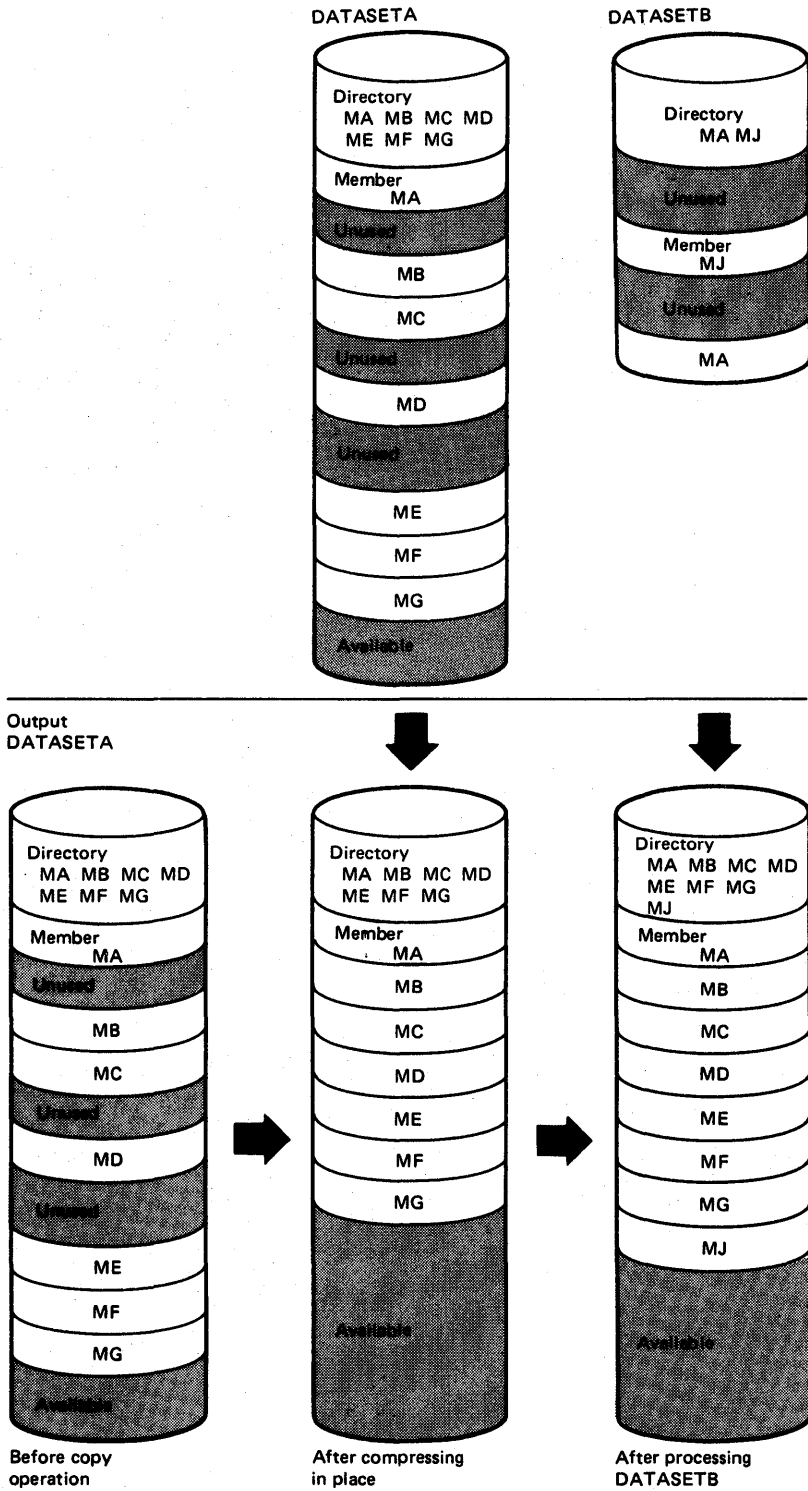 DATASETA
Directory
MA MB MC MD
ME MF MG
Member
MA
Unused
MB
MC
Unused
MD
Unused
ME
MF
MG
Available
DATASETB
Directory
MA MJ
Unused
Member
MJ
Unused
MA
Output
DATASETA
Directory
MA MB MC MD
ME MF MG
Member
MA
Unused
MB
MC
Unused
MD
Unused
ME
MF
MG
Available
Before copy
operation
Directory
MA MB MC MD
ME MF MG
Member
MA
MB
MC
MD
ME
MF
MG
Available
After compressing
in place
Directory
MA MB MC MD
ME MF MG
MJ
Member
MA
MB
MC
MD
ME
MF
MG
MJ
Available
After processing
DATASETB